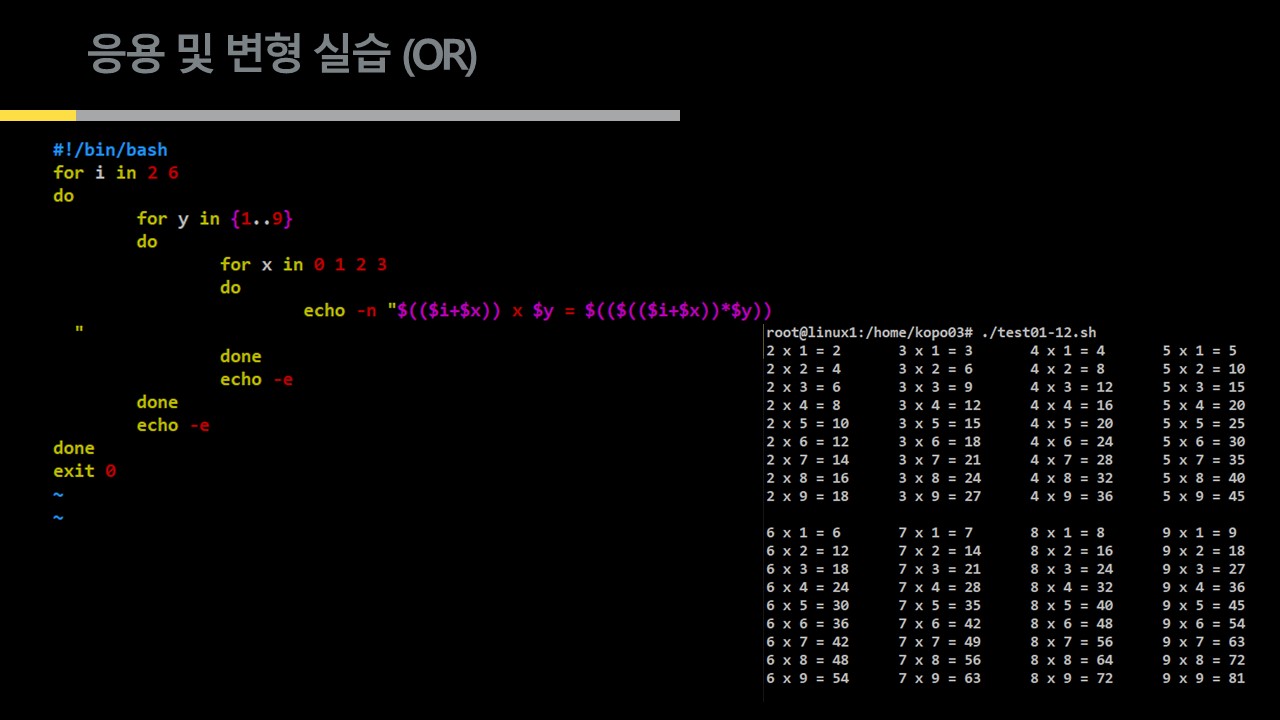 응용 및 변형 실습 (OR)
#!/bin/bash
for i in 2 6
do
for y in {1..9}
do
for x in 0 1 2 3
do
echo -n "$(($i+$x)) x $y = $(($(($i+$x))*$y))
"
done
echo -e
done
echo -e
done
exit 0
~
~
root@linux1:/home/kopo03# ./test01-12.sh
2 x 1 = 2 3 x 1 = 3 4 x 1 = 4 5 x 1 = 5
2 x 2 = 4 3 x 2 = 6 4 x 2 = 8 5 x 2 = 10
2 x 3 = 6 3 x 3 = 9 4 x 3 = 12 5 x 3 = 15
2 x 4 = 8 3 x 4 = 12 4 x 4 = 16 5 x 4 = 20
2 x 5 = 10 3 x 5 = 15 4 x 5 = 20 5 x 5 = 25
2 x 6 = 12 3 x 6 = 18 4 x 6 = 24 5 x 6 = 30
2 x 7 = 14 3 x 7 = 21 4 x 7 = 28 5 x 7 = 35
2 x 8 = 16 3 x 8 = 24 4 x 8 = 32 5 x 8 = 40
2 x 9 = 18 3 x 9 = 27 4 x 9 = 36 5 x 9 = 45
6 x 1 = 6 7 x 1 = 7 8 x 1 = 8 9 x 1 = 9
6 x 2 = 12 7 x 2 = 14 8 x 2 = 16 9 x 2 = 18
6 x 3 = 18 7 x 3 = 21 8 x 3 = 24 9 x 3 = 27
6 x 4 = 24 7 x 4 = 28 8 x 4 = 32 9 x 4 = 36
6 x 5 = 30 7 x 5 = 35 8 x 5 = 40 9 x 5 = 45
6 x 6 = 36 7 x 6 = 42 8 x 6 = 48 9 x 6 = 54
6 x 7 = 42 7 x 7 = 49 8 x 7 = 56 9 x 7 = 63
6 x 8 = 48 7 x 8 = 56 8 x 8 = 64 9 x 8 = 72
6 x 9 = 54 7 x 9 = 63 8 x 9 = 72 9 x 9 = 81